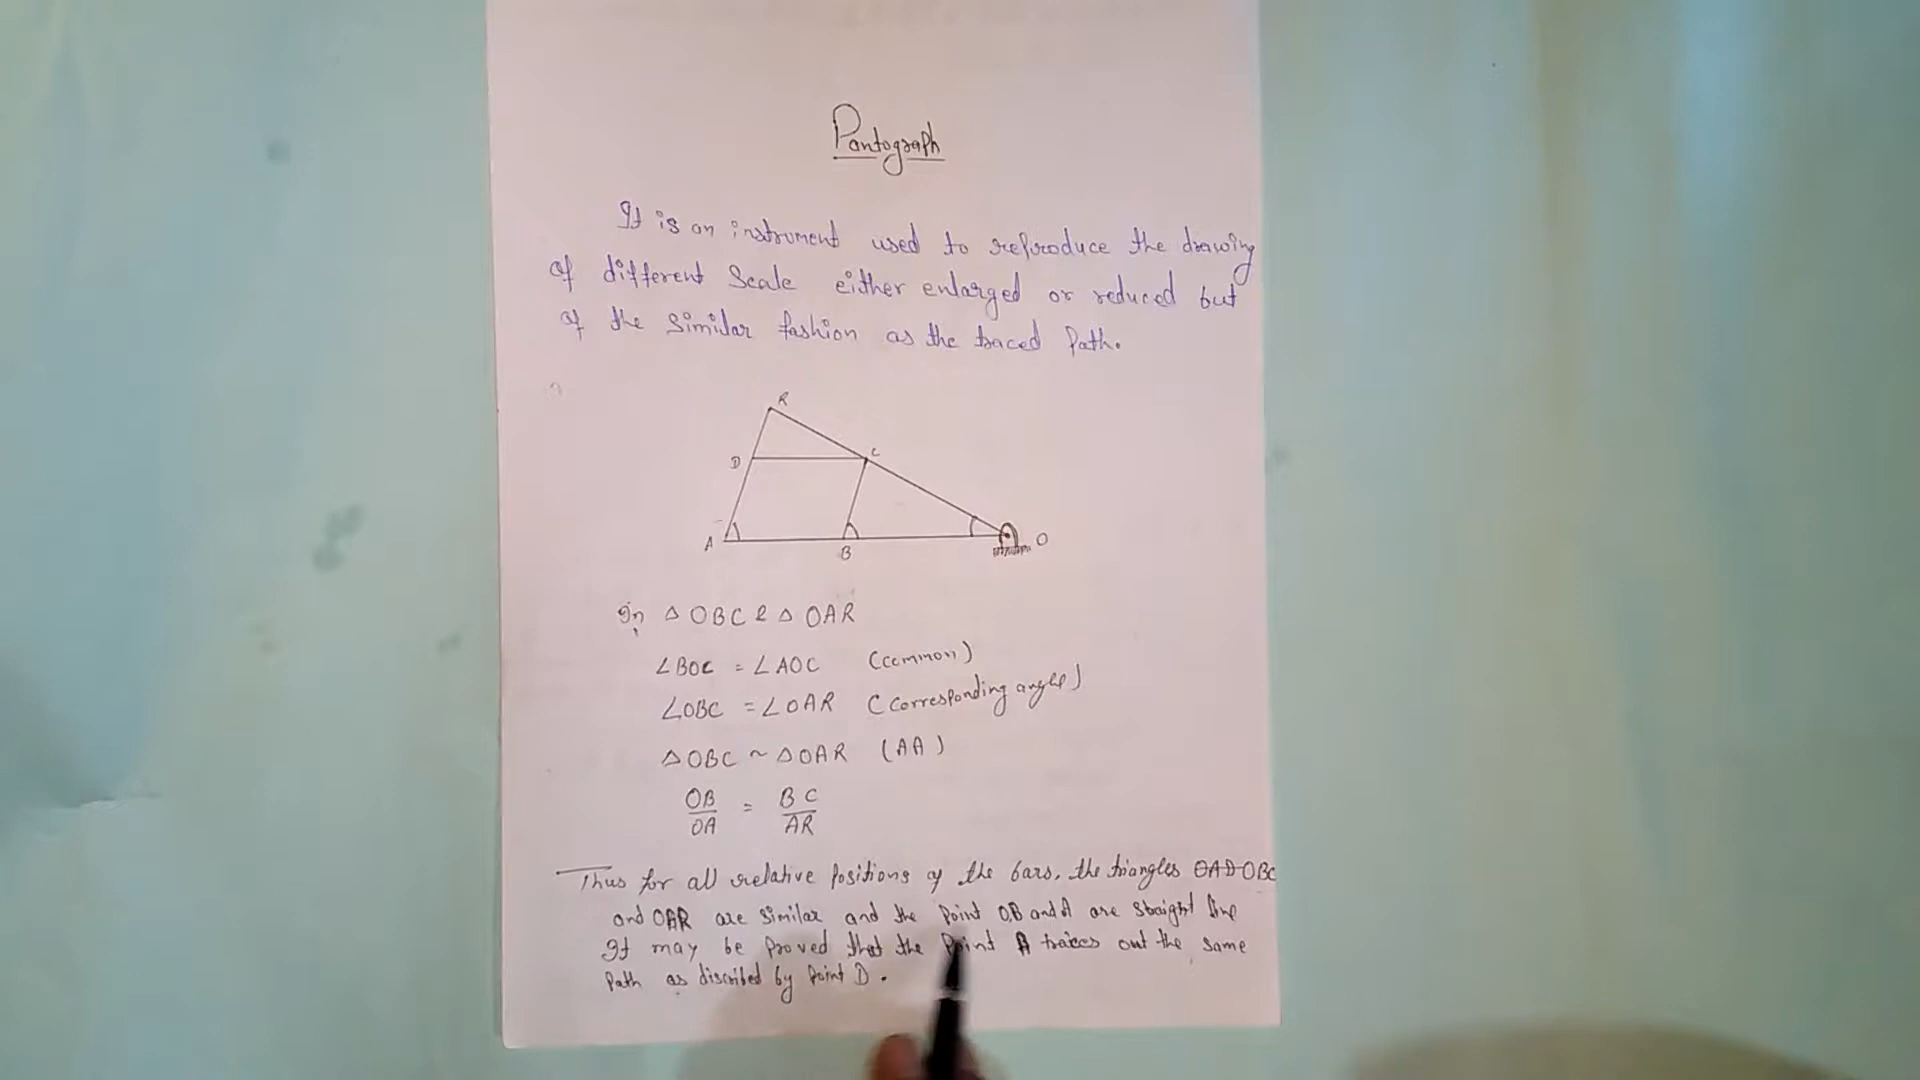 Pantograph
It is an instrument used to reproduce the drawing
of different Scale either enlarged or reduced but
of the similar fashion as the traced Path.
R
D
C
A
B
O
In △ OBC & △ OAR
∠BOC = ∠AOC (common)
∠OBC = ∠OAR (corresponding angle)
△OBC ~ △OAR (AA)
OB/OA = BC/AR
Thus for all relative positions of the bars, the triangles OBC
and OAR are similar and the point O,B and A are straight line
It may be proved that the point traces out the same
Path as discribed by point D.